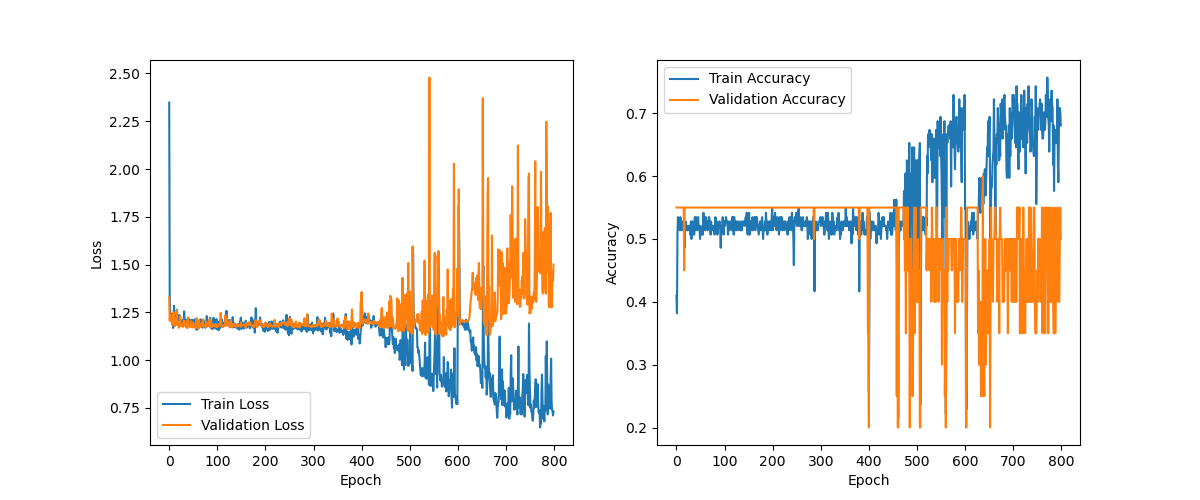 2.50
2.25
2.00
1.75
1.50
1.25
1.00
0.75
Loss
Train Loss
Validation Loss
0 100 200 300 400 500 600 700 800
Epoch
0.7
0.6
0.5
0.4
0.3
0.2
Accuracy
Train Accuracy
Validation Accuracy
0 100 200 300 400 500 600 700 800
Epoch